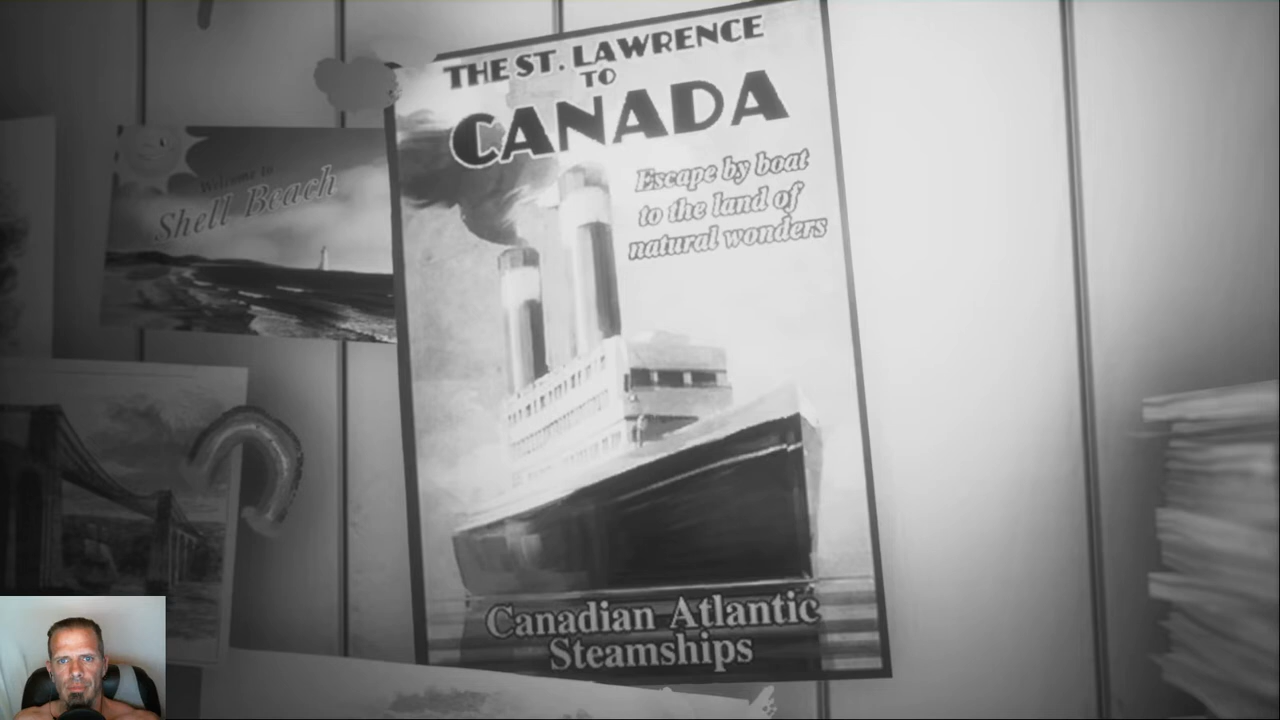 THE ST. LAWRENCE
TO
CANADA
Escape by boat
to the land of
natural wonders
Canadian Atlantic
Steamships
Welcome to
Shell Beach